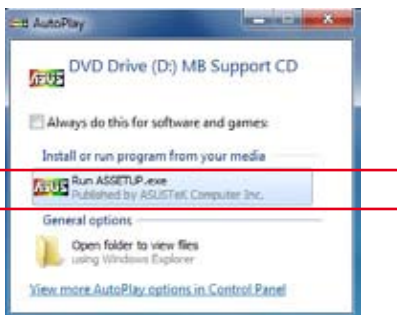 AutoPlay
DVD Drive (D:) MB Support CD
ASUS
Always do this for software and games:
Install or run program from your media
ASUS
Run ASSETUP.exe
Published by ASUSTeK Computer Inc.
General options
Open folder to view files
using Windows Explorer
View more AutoPlay options in Control Panel